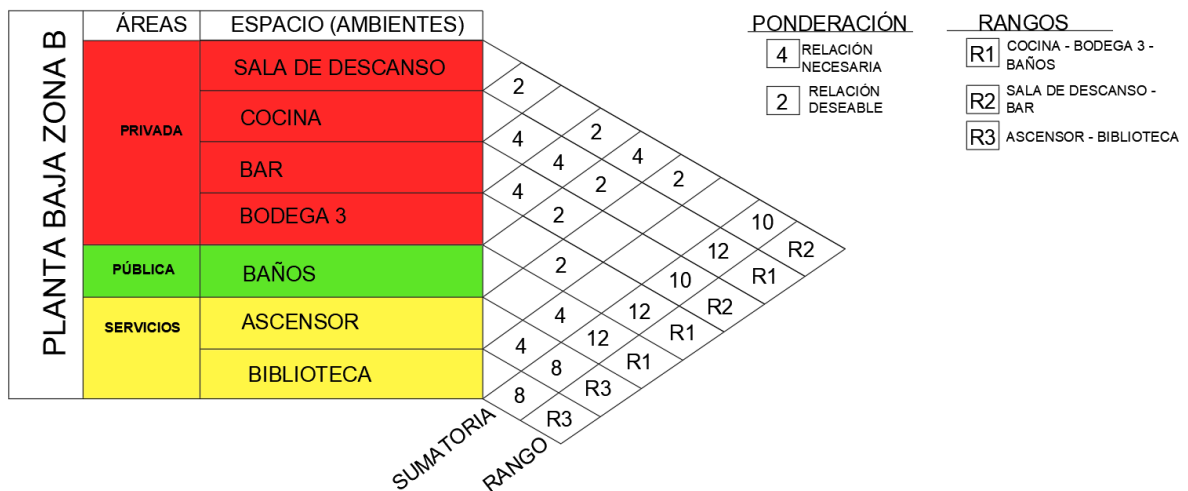 PLANTA BAJA ZONA B
ÁREAS
ESPACIO (AMBIENTES)
PRIVADA
SALA DE DESCANSO
COCINA
BAR
BODEGA 3
PÚBLICA
BAÑOS
SERVICIOS
ASCENSOR
BIBLIOTECA
2
2
4
4
4
2
4
2
10
4
2
12
R2
2
10
R1
4
12
R2
4
12
R1
8
R1
8
R3
R3
SUMATORIA
RANGO
PONDERACIÓN
4
RELACIÓN
NECESARIA
2
RELACIÓN
DESEABLE
RANGOS
R1
COCINA - BODEGA 3 -
BAÑOS
R2
SALA DE DESCANSO -
BAR
R3
ASCENSOR - BIBLIOTECA